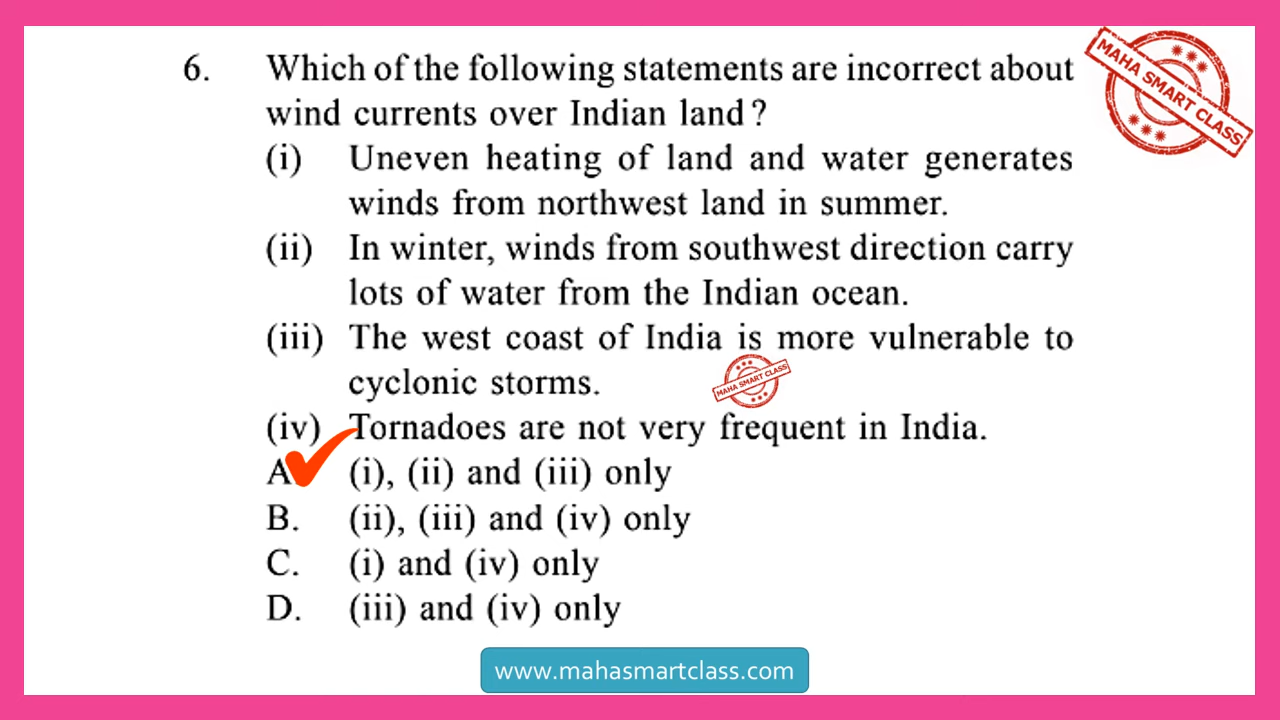 MAHA SMART CLASS
6. Which of the following statements are incorrect about
wind currents over Indian land?
(i) Uneven heating of land and water generates
winds from northwest land in summer.
(ii) In winter, winds from southwest direction carry
lots of water from the Indian ocean.
(iii) The west coast of India is more vulnerable to
cyclonic storms.
MAHA SMART CLASS
(iv) Tornadoes are not very frequent in India.
A (i), (ii) and (iii) only
B. (ii), (iii) and (iv) only
C. (i) and (iv) only
D. (iii) and (iv) only
www.mahasmartclass.com